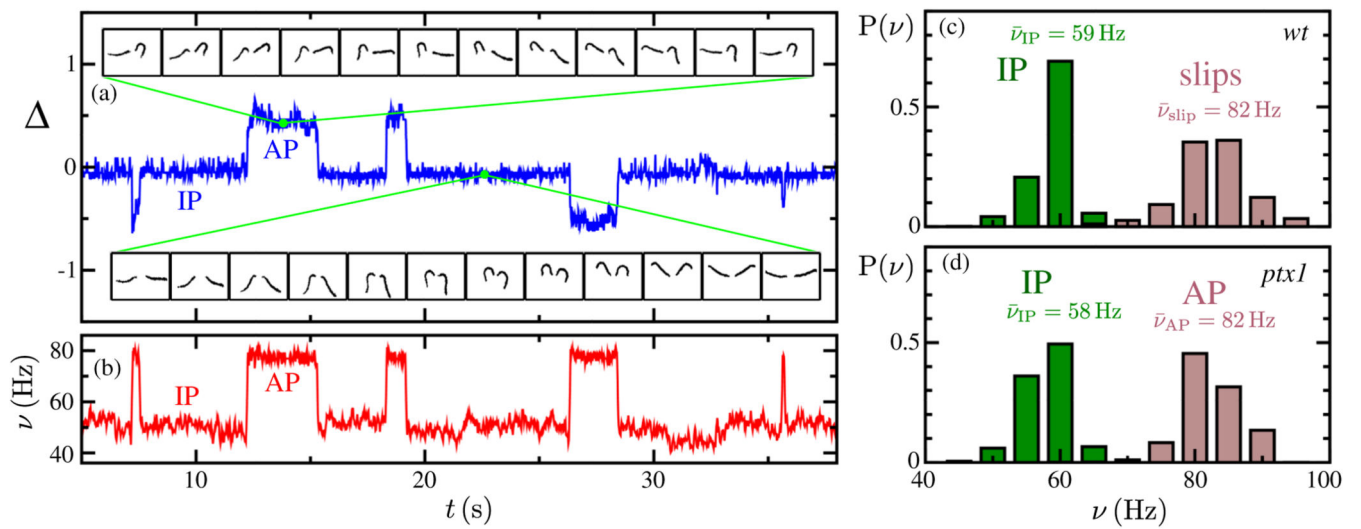 (a)
Δ
1
0
-1
AP
IP
(b)
ν (Hz)
80
60
40
IP
AP
10
20
30
t (s)
P(ν)
(c)
ν̄IP = 59 Hz
wt
IP
slips
ν̄slip = 82 Hz
0.5
0
P(ν)
(d)
ptx1
IP
AP
ν̄IP = 58 Hz
ν̄AP = 82 Hz
0.5
0
40
60
80
100
ν (Hz)